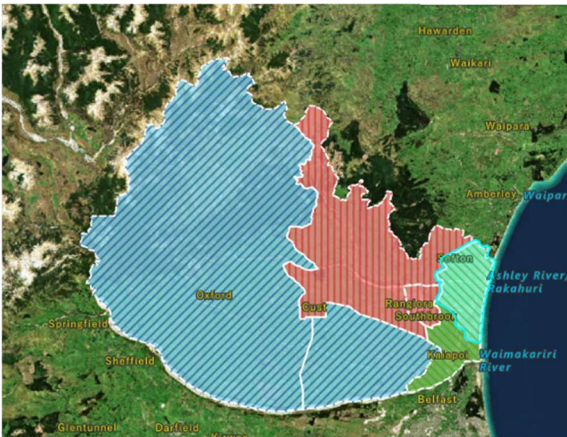 Hawarden
Waikari
Waipara
Amberley
Waipar
Sefton
Ashley River/
Rakahuri
Oxford
Cust
Rangiora
Southbroo
Springfield
Sheffield
Kaiapoi
Waimakariri
River
Belfast
Glentunnel
Darfield